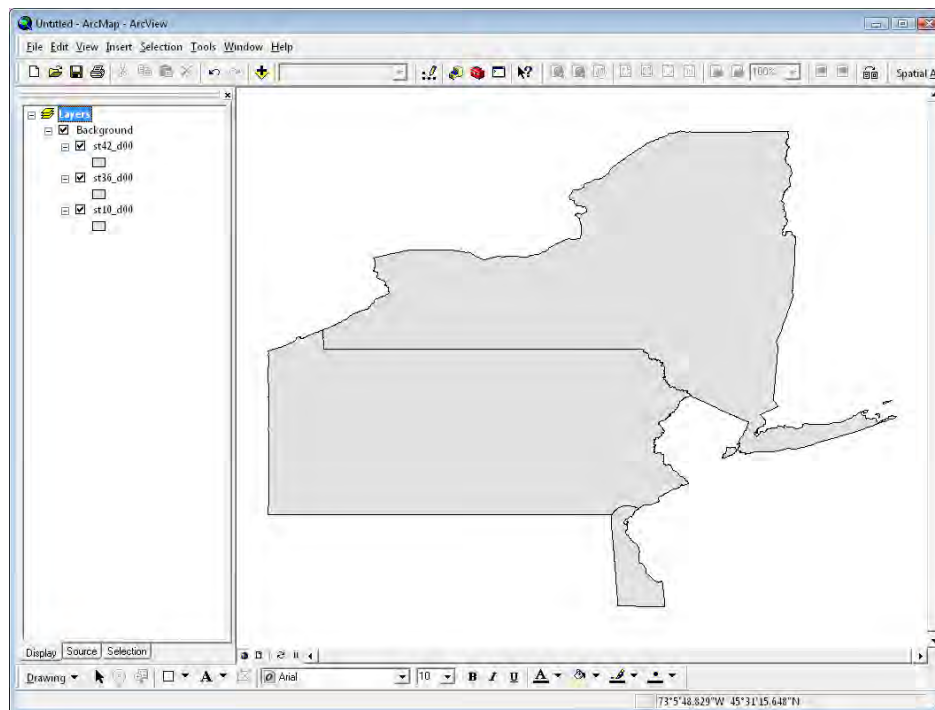 Untitled - ArcMap - ArcView
File Edit View Insert Selection Tools Window Help
100% Spatial A
Layers
Background
st42_d00
st36_d00
st10_d00
Display Source Selection
Drawing A Arial 10 B I U A
73°5'48.829"W 45°31'15.648"N